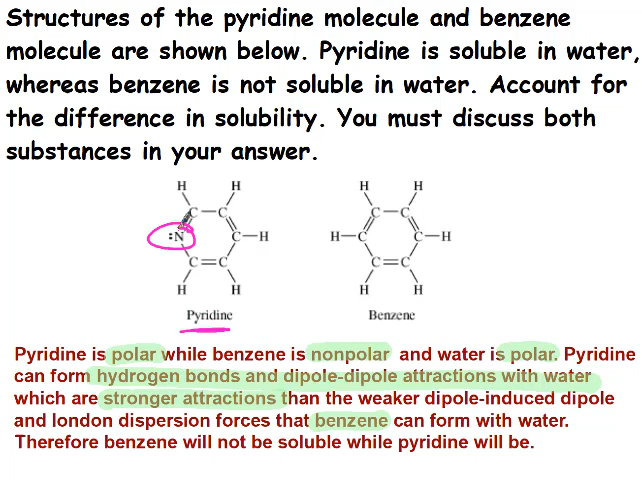 Structures of the pyridine molecule and benzene
molecule are shown below. Pyridine is soluble in water,
whereas benzene is not soluble in water. Account for
the difference in solubility. You must discuss both
substances in your answer.
H H H H
C—C C—C
:N C—H H—C C—H
C=C C=C
H H H H
Pyridine Benzene
Pyridine is polar while benzene is nonpolar and water is polar. Pyridine
can form hydrogen bonds and dipole-dipole attractions with water
which are stronger attractions than the weaker dipole-induced dipole
and london dispersion forces that benzene can form with water.
Therefore benzene will not be soluble while pyridine will be.